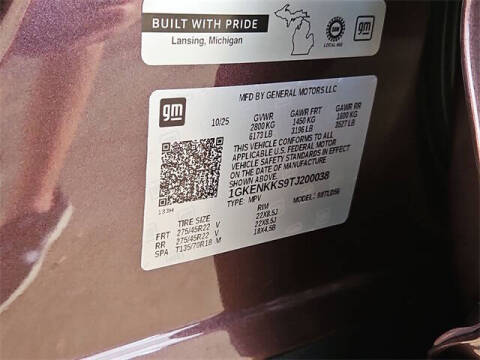 BUILT WITH PRIDE
Lansing, Michigan
gm
gm
MFD BY GENERAL MOTORS LLC
10/25 GVWR GAWR FRT GAWR RR
2800 KG 1450 KG 1600 KG
6173 LB 3196 LB 3527 LB
THIS VEHICLE CONFORMS TO ALL
APPLICABLE U.S. FEDERAL MOTOR
VEHICLE SAFETY STANDARDS IN EFFECT
ON THE DATE OF MANUFACTURE
SHOWN ABOVE.
1GKENKKS9TJ200038
TYPE: MPV MODEL:
TIRE SIZE RIM
FRT 275/45R22 V 22X8.5J
RR 275/45R22 V 22X8.5J
SPA T135/70R18 M 18X4.5B